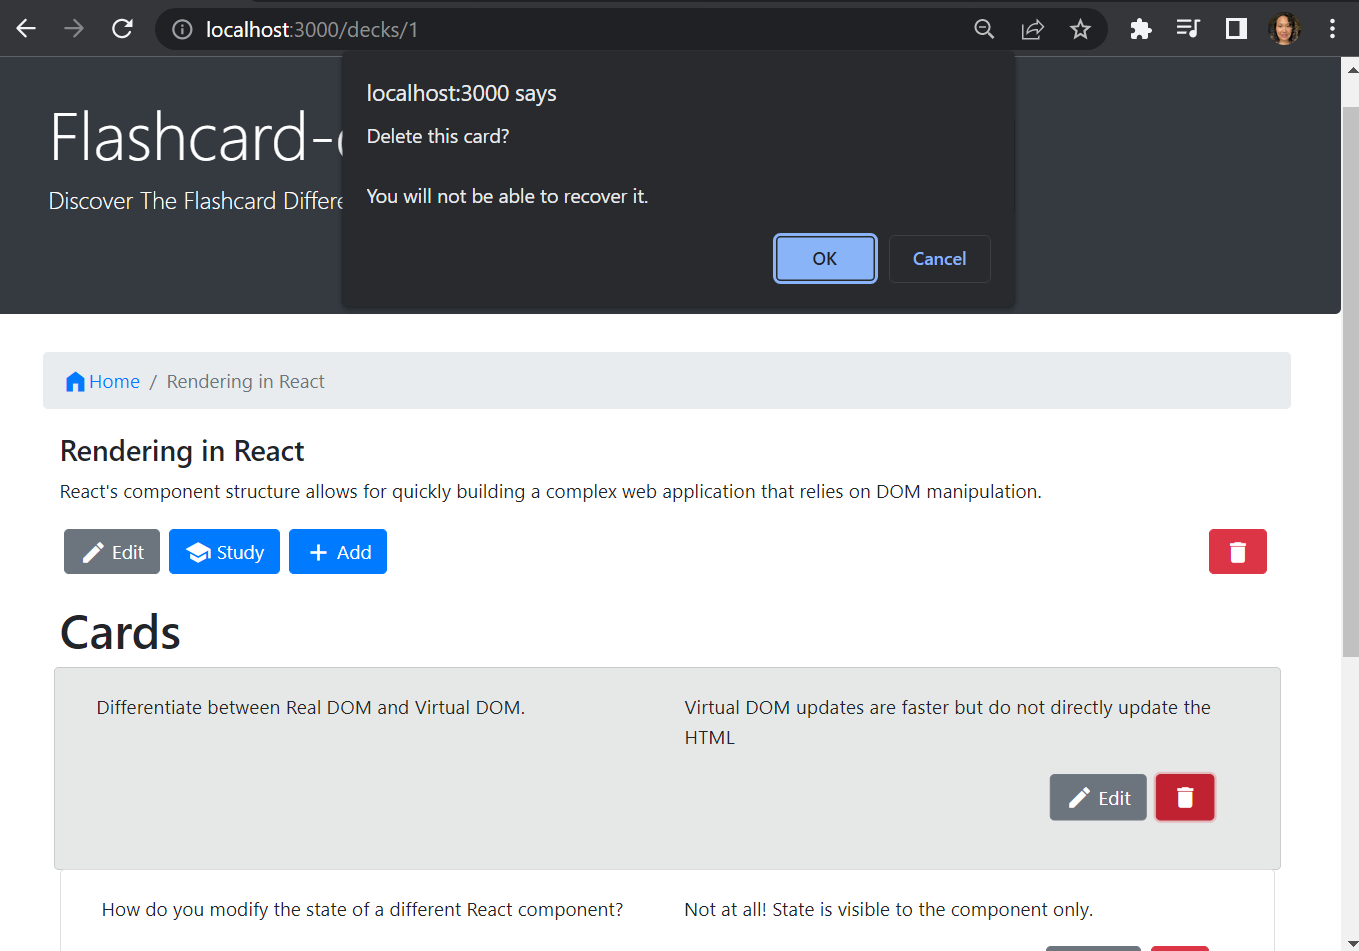 localhost:3000/decks/1
localhost:3000 says
Delete this card?
You will not be able to recover it.
OK
Cancel
Flashcard-
Discover The Flashcard
Home / Rendering in React
Rendering in React
React's component structure allows for quickly building a complex web application that relies on DOM manipulation.
Edit
Study
+ Add
Cards
Differentiate between Real DOM and Virtual DOM.
Virtual DOM updates are faster but do not directly update the
HTML
Edit
How do you modify the state of a different React component?
Not at all! State is visible to the component only.